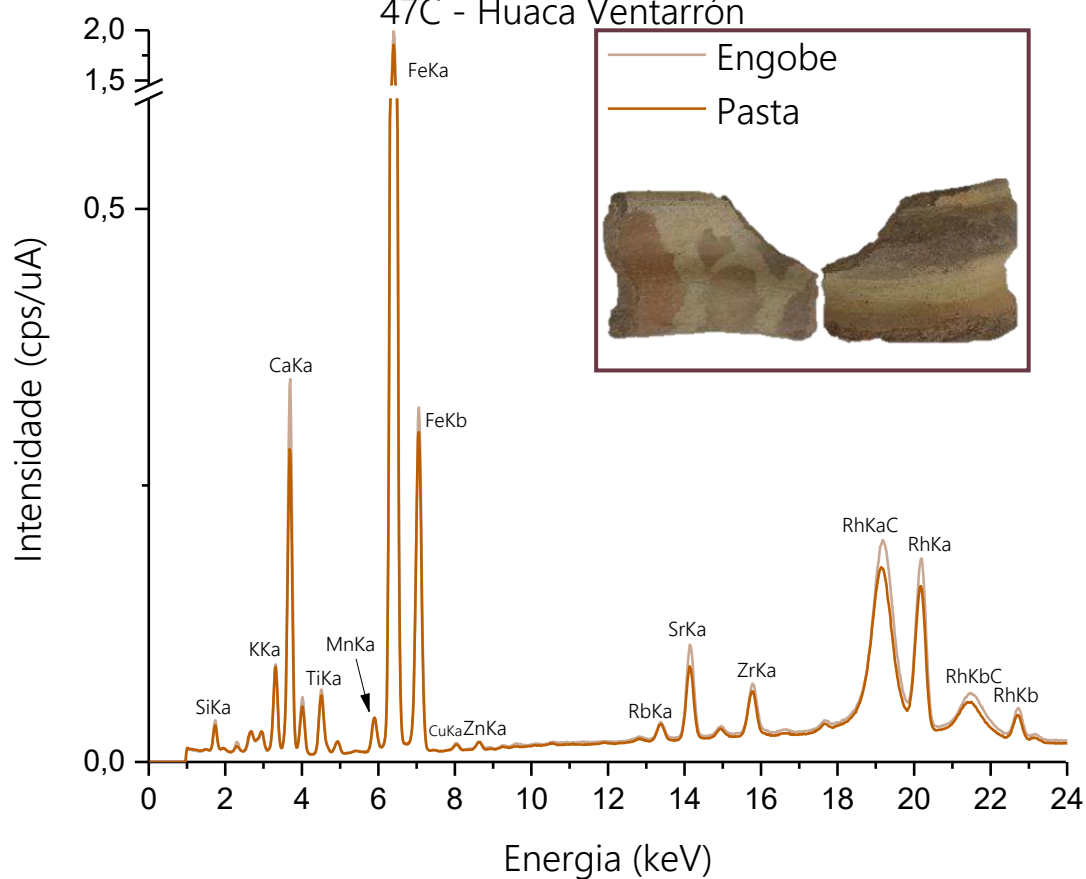 47C - Huaca Ventarrón
Engobe
Pasta
2,0
1,5
0,5
0,0
Intensidade (cps/uA)
FeKa
CaKa
FeKb
KKa
MnKa
TiKa
SiKa
CuKa
ZnKa
RbKa
SrKa
ZrKa
RhKaC
RhKa
RhKbC
RhKb
0 2 4 6 8 10 12 14 16 18 20 22 24
Energia (keV)